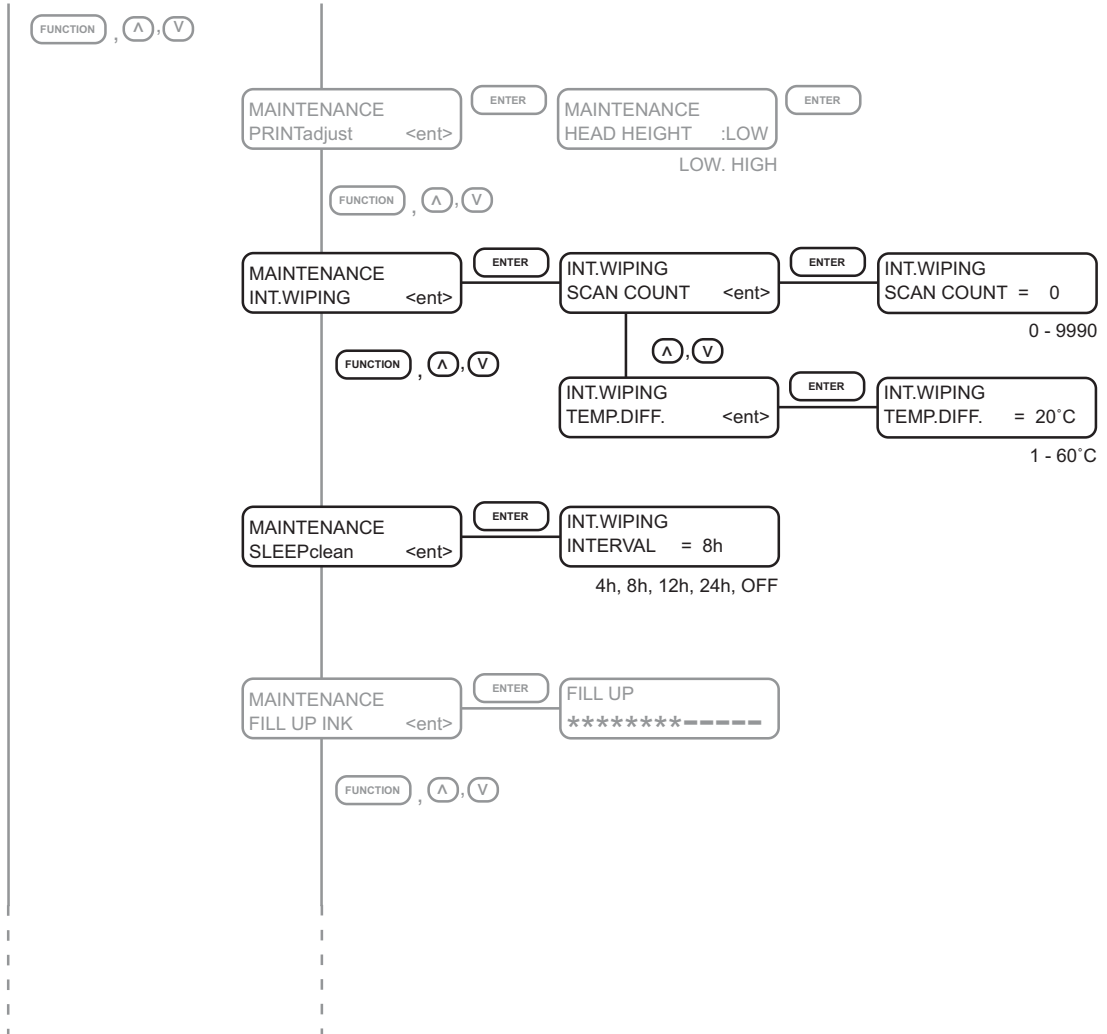 FUNCTION , Λ, V
MAINTENANCE
PRINTadjust <ent>
ENTER
MAINTENANCE
HEAD HEIGHT :LOW
ENTER
LOW. HIGH
FUNCTION , Λ, V
MAINTENANCE
INT.WIPING <ent>
ENTER
INT.WIPING
SCAN COUNT <ent>
ENTER
INT.WIPING
SCAN COUNT = 0
0 - 9990
FUNCTION , Λ, V
Λ, V
INT.WIPING
TEMP.DIFF. <ent>
ENTER
INT.WIPING
TEMP.DIFF. = 20˚C
1 - 60˚C
MAINTENANCE
SLEEPclean <ent>
ENTER
INT.WIPING
INTERVAL = 8h
4h, 8h, 12h, 24h, OFF
MAINTENANCE
FILL UP INK <ent>
ENTER
FILL UP
********-----
FUNCTION , Λ, V